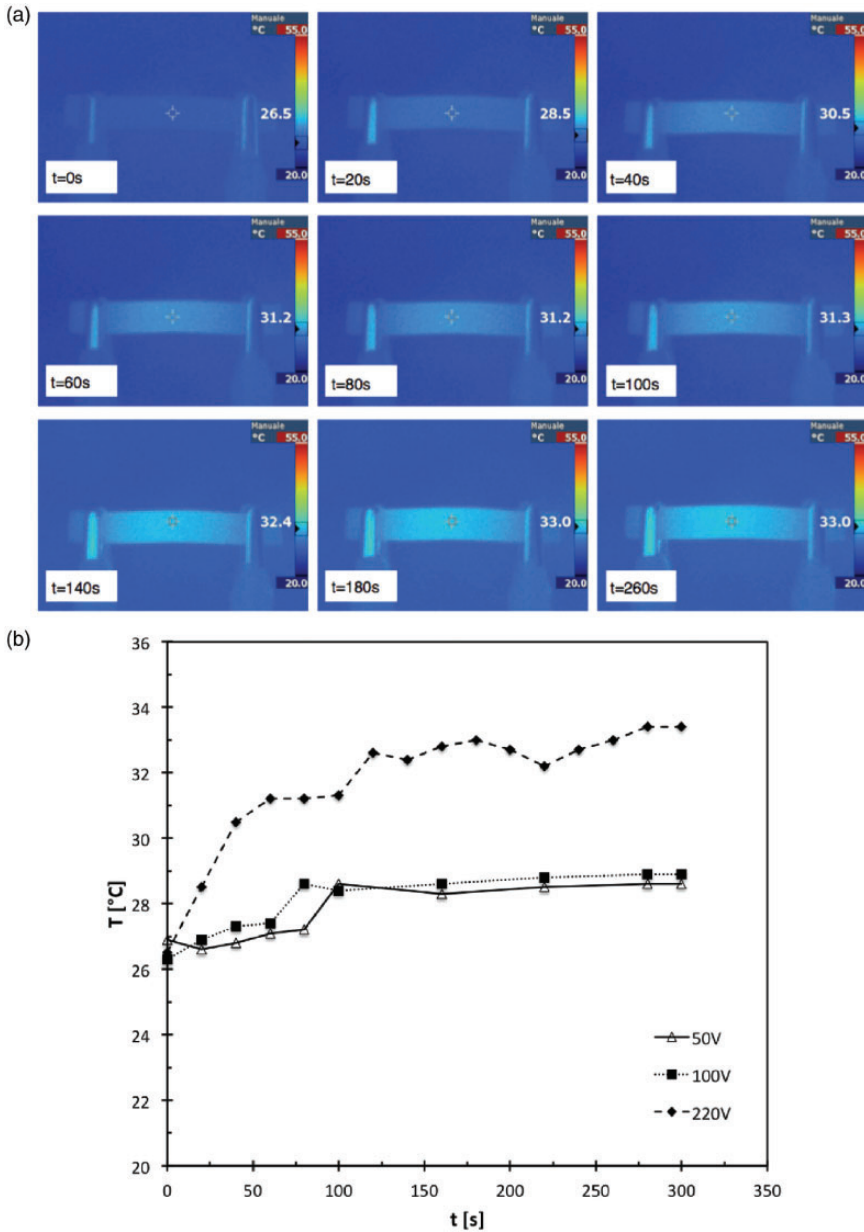 (a)
Manuale
°C 55.0
26.5
20.0
t=0s
Manuale
°C 55.0
28.5
20.0
t=20s
Manuale
°C 55.0
30.5
20.0
t=40s
Manuale
°C 55.0
31.2
20.0
t=60s
Manuale
°C 55.0
31.2
20.0
t=80s
Manuale
°C 55.0
31.3
20.0
t=100s
Manuale
°C 55.0
32.4
20.0
t=140s
Manuale
°C 55.0
33.0
20.0
t=180s
Manuale
°C 55.0
33.0
20.0
t=260s
(b)
36
34
32
30
28
26
24
22
20
T [°C]
50V
100V
220V
0 50 100 150 200 250 300 350
t [s]